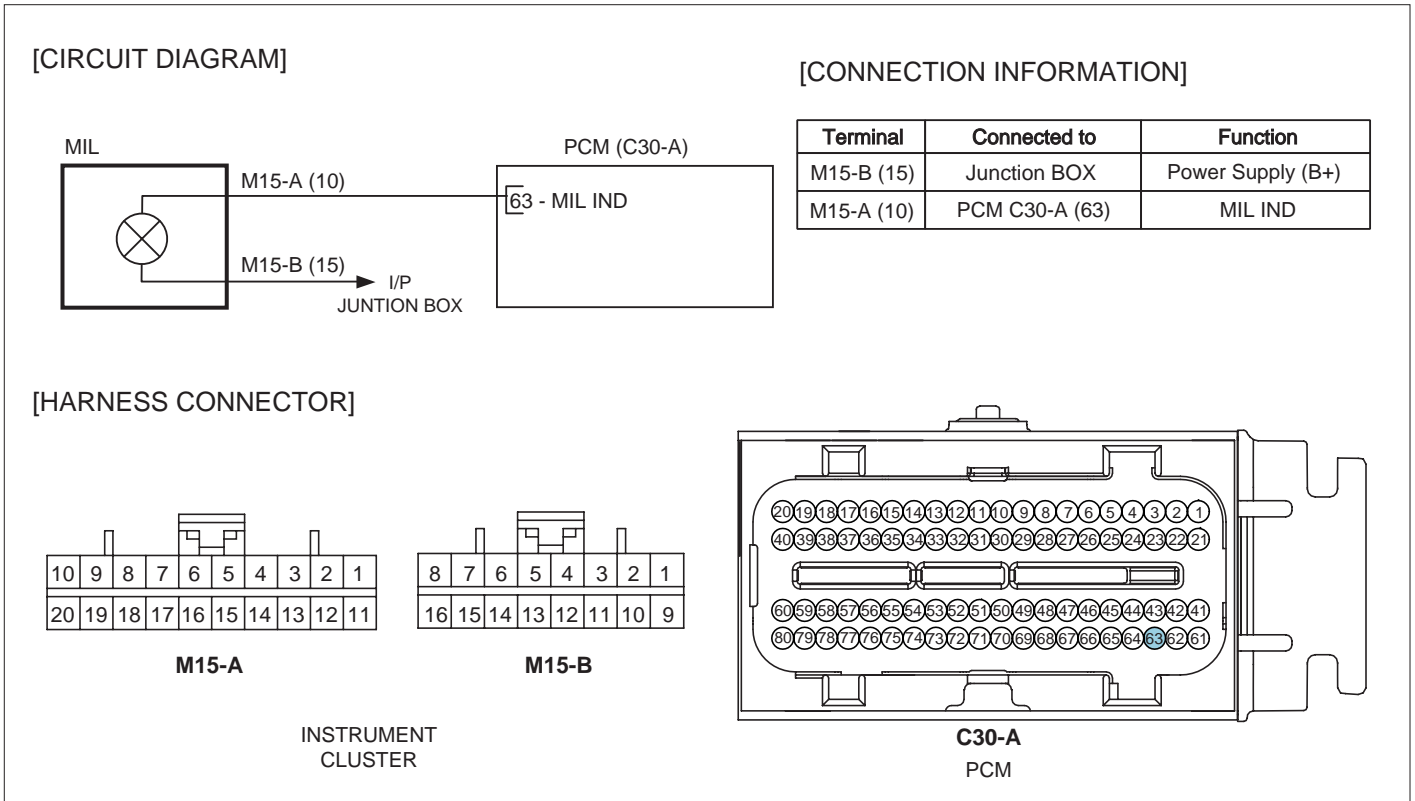 [CIRCUIT DIAGRAM]
MIL
M15-A (10)
M15-B (15)
I/P
JUNTION BOX
PCM (C30-A)
63 - MIL IND
[CONNECTION INFORMATION]
Terminal Connected to Function
M15-B (15) Junction BOX Power Supply (B+)
M15-A (10) PCM C30-A (63) MIL IND
[HARNESS CONNECTOR]
10 9 8 7 6 5 4 3 2 1
20 19 18 17 16 15 14 13 12 11
M15-A
8 7 6 5 4 3 2 1
16 15 14 13 12 11 10 9
M15-B
INSTRUMENT
CLUSTER
20 19 18 17 16 15 14 13 12 11 10 9 8 7 6 5 4 3 2 1
40 39 38 37 36 35 34 33 32 31 30 29 28 27 26 25 24 23 22 21
60 59 58 57 56 55 54 53 52 51 50 49 48 47 46 45 44 43 42 41
80 79 78 77 76 75 74 73 72 71 70 69 68 67 66 65 64 63 62 61
C30-A
PCM